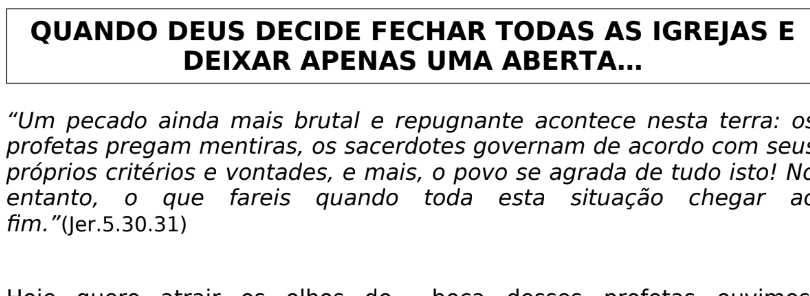 QUANDO DEUS DECIDE FECHAR TODAS AS IGREJAS E
DEIXAR APENAS UMA ABERTA...
“Um pecado ainda mais brutal e repugnante acontece nesta terra: os
profetas pregam mentiras, os sacerdotes governam de acordo com seus
próprios critérios e vontades, e mais, o povo se agrada de tudo isto! No
entanto, o que fareis quando toda esta situação chegar ao
fim.”(Jer.5.30.31)
Hoje quero atrair os olhos do boca desses profetas ouvimos